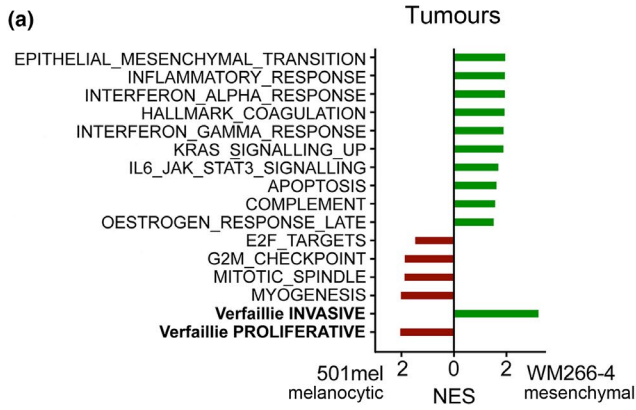 (a)
Tumours
EPITHELIAL_MESENCHYMAL_TRANSITION
INFLAMMATORY_RESPONSE
INTERFERON_ALPHA_RESPONSE
HALLMARK_COAGULATION
INTERFERON_GAMMA_RESPONSE
KRAS_SIGNALLING_UP
IL6_JAK_STAT3_SIGNALLING
APOPTOSIS
COMPLEMENT
OESTROGEN_RESPONSE_LATE
E2F_TARGETS
G2M_CHECKPOINT
MITOTIC_SPINDLE
MYOGENESIS
Verfaillie INVASIVE
Verfaillie PROLIFERATIVE
501mel 2 0 2 WM266-4
melanocytic NES mesenchymal